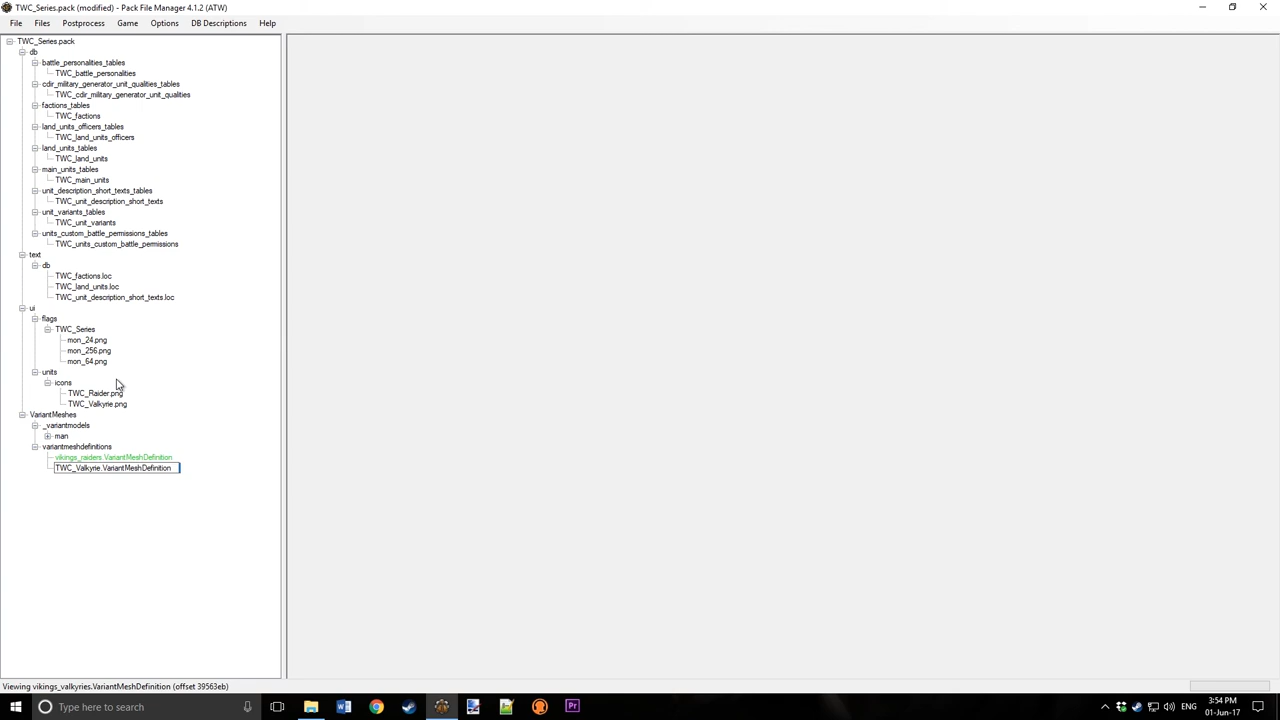 TWC_Series.pack (modified) - Pack File Manager 4.1.2 (ATW)
File Files Postprocess Game Options DB Descriptions Help
TWC_Series.pack
db
battle_personalities_tables
TWC_battle_personalities
cdir_military_generator_unit_qualities_tables
TWC_cdir_military_generator_unit_qualities
factions_tables
TWC_factions
land_units_officers_tables
TWC_land_units_officers
land_units_tables
TWC_land_units
main_units_tables
TWC_main_units
unit_description_short_texts_tables
TWC_unit_description_short_texts
unit_variants_tables
TWC_unit_variants
units_custom_battle_permissions_tables
TWC_units_custom_battle_permissions
text
db
TWC_factions.loc
TWC_land_units.loc
TWC_unit_description_short_texts.loc
ui
flags
TWC_Series
mon_24.png
mon_256.png
mon_64.png
units
icons
TWC_Raider.png
TWC_Valkyrie.png
VariantMeshes
_variantmodels
man
variantmeshdefinitions
vikings_raiders.VariantMeshDefinition
TWC_Valkyrie.VariantMeshDefinition
Viewing vikings_valkyries.VariantMeshDefinition (offset 39563eb)
Type here to search
ENG
3:54 PM
01-Jun-17